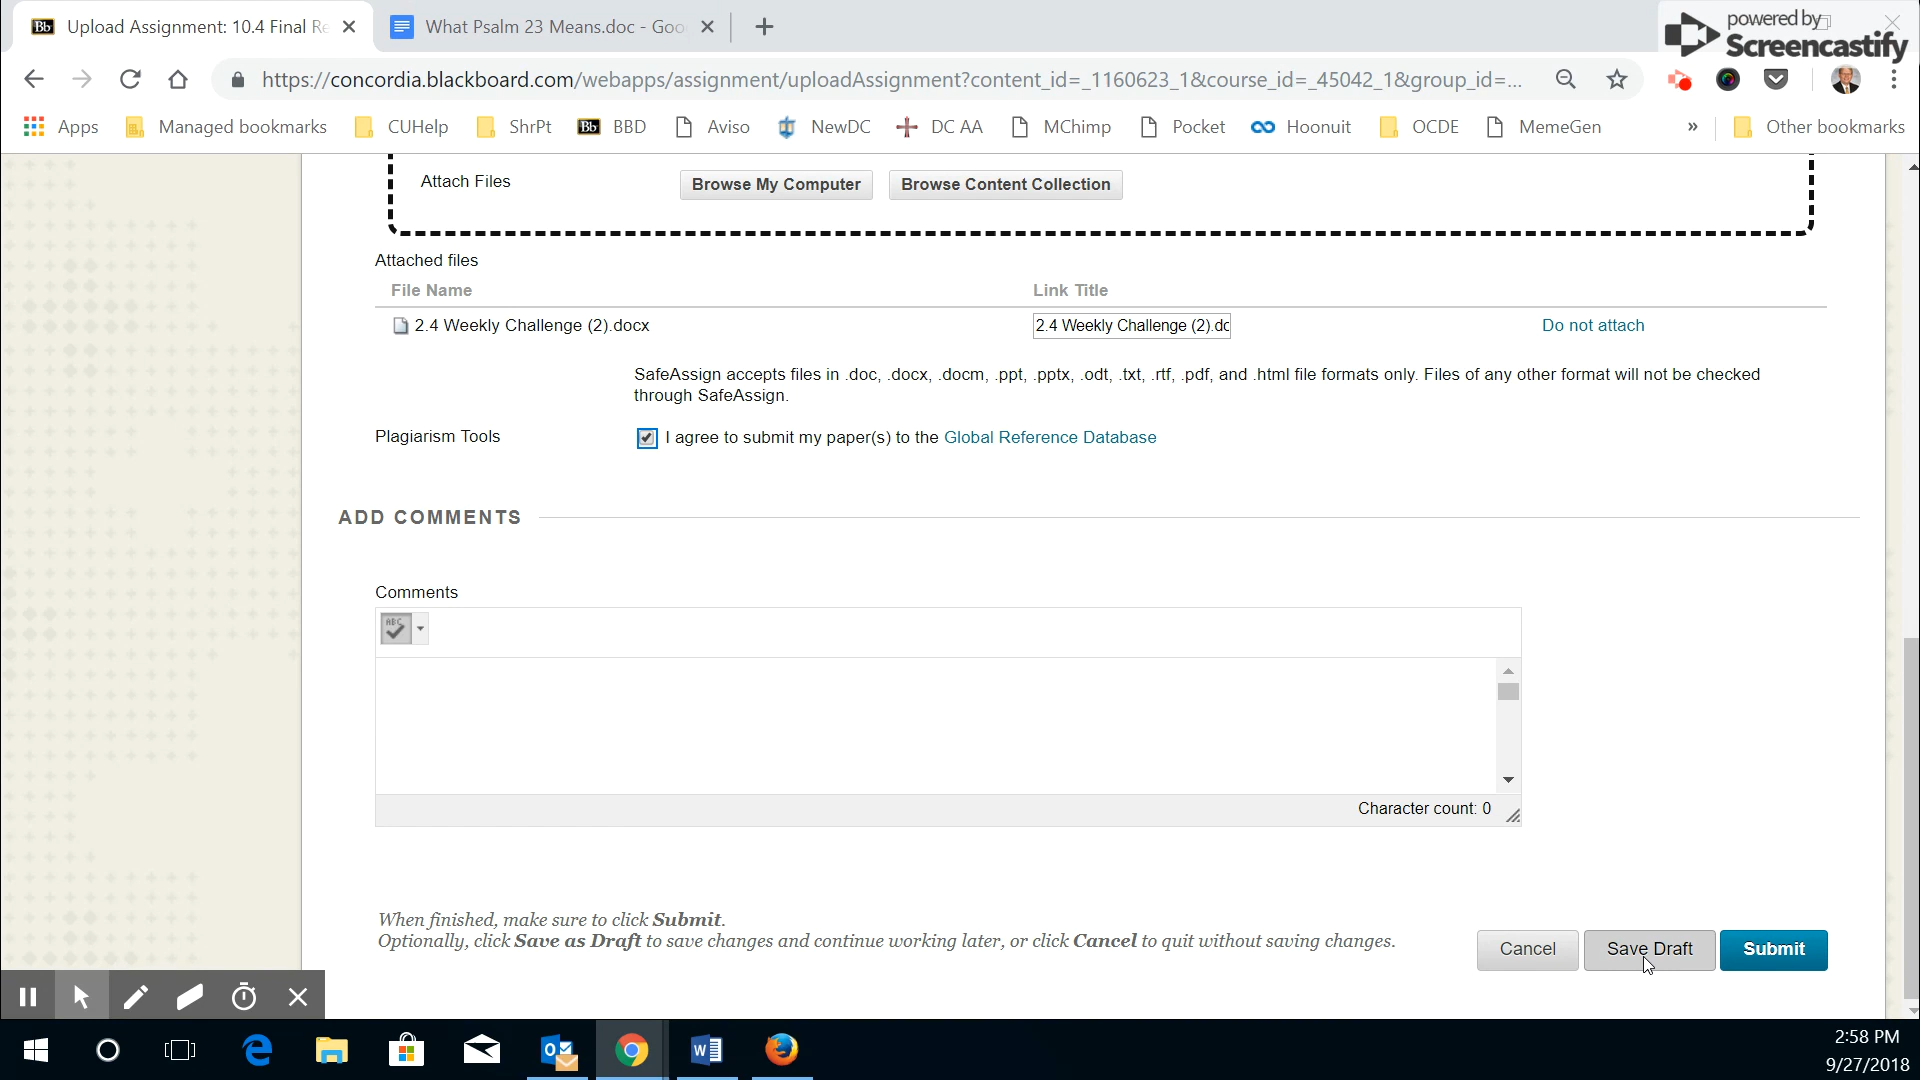 Bb Upload Assignment: 10.4 Final Re
What Psalm 23 Means.doc - Goo
powered by
Screencastify
https://concordia.blackboard.com/webapps/assignment/uploadAssignment?content_id=_1160623_1&course_id=_45042_1&group_id=...
Apps Managed bookmarks CUHelp ShrPt Bb BBD Aviso NewDC DC AA MChimp Pocket Hoonuit OCDE MemeGen » Other bookmarks
Attach Files Browse My Computer Browse Content Collection
Attached files
File Name Link Title
2.4 Weekly Challenge (2).docx 2.4 Weekly Challenge (2).dc Do not attach
SafeAssign accepts files in .doc, .docx, .docm, .ppt, .pptx, .odt, .txt, .rtf, .pdf, and .html file formats only. Files of any other format will not be checked
through SafeAssign.
Plagiarism Tools I agree to submit my paper(s) to the Global Reference Database
ADD COMMENTS
Comments
ABC
Character count: 0
When finished, make sure to click Submit.
Optionally, click Save as Draft to save changes and continue working later, or click Cancel to quit without saving changes.
Cancel Save Draft Submit
2:58 PM
9/27/2018